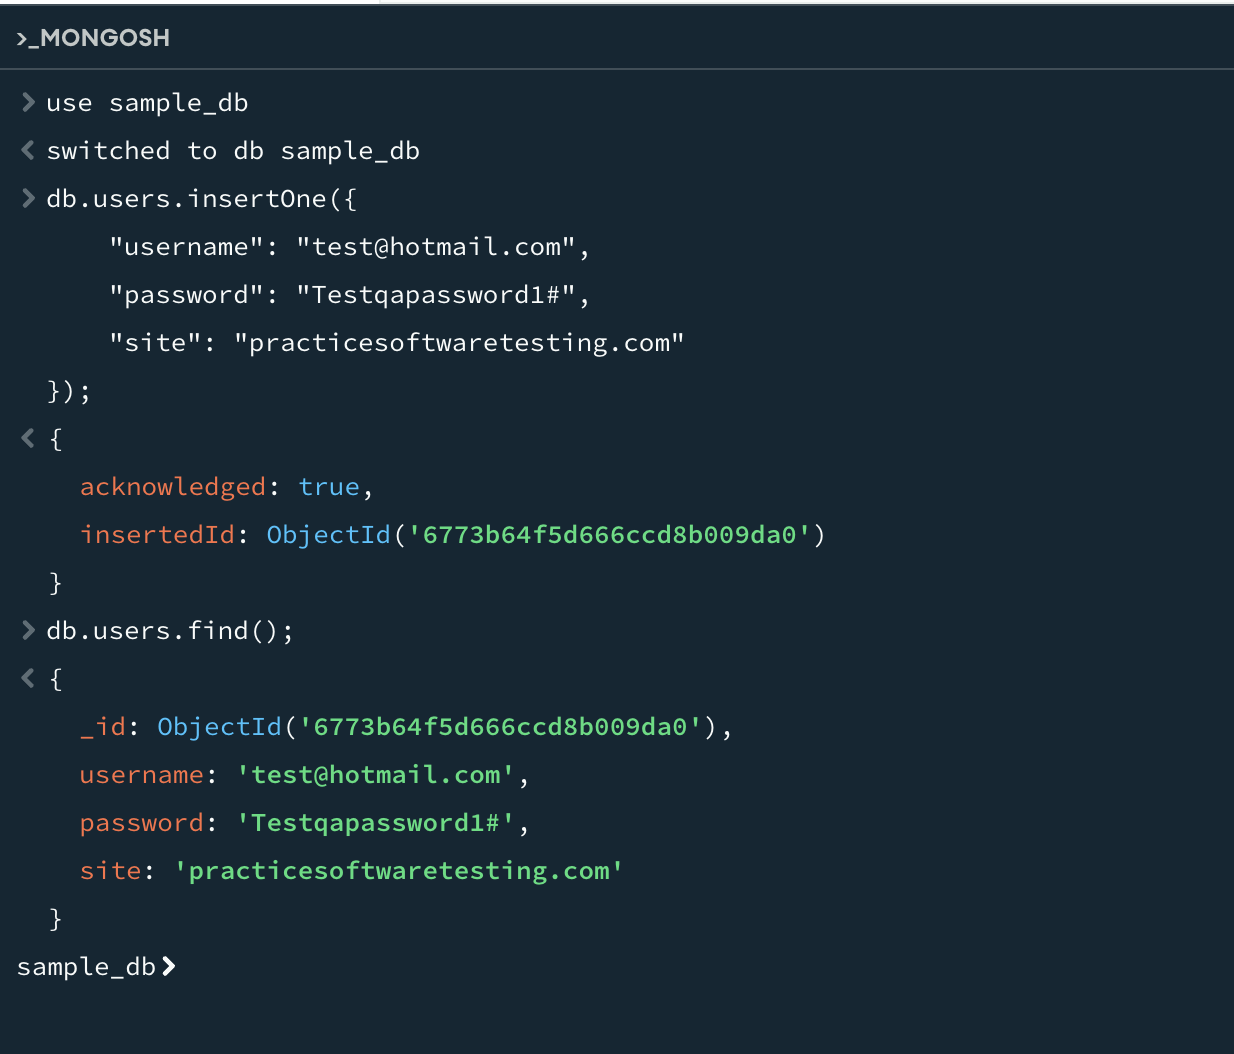 >_MONGOSH
> use sample_db
< switched to db sample_db
> db.users.insertOne({
"username": "test@hotmail.com",
"password": "Testqapassword1#",
"site": "practicesoftwaretesting.com"
});
< {
acknowledged: true,
insertedId: ObjectId('6773b64f5d666ccd8b009da0')
}
> db.users.find();
< {
_id: ObjectId('6773b64f5d666ccd8b009da0'),
username: 'test@hotmail.com',
password: 'Testqapassword1#',
site: 'practicesoftwaretesting.com'
}
sample_db>